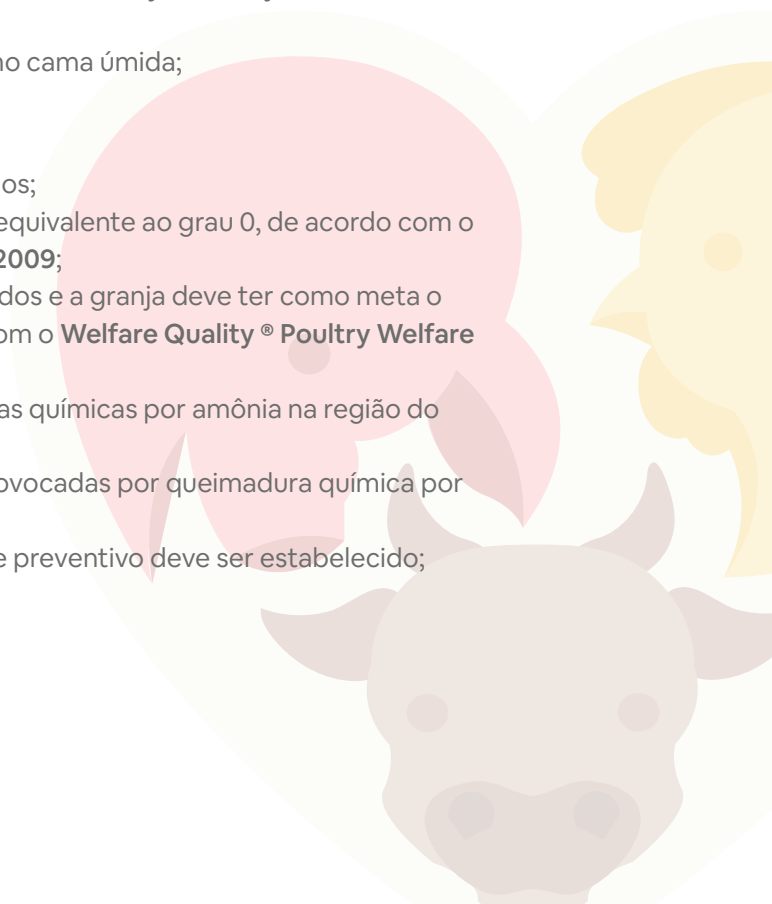 no cama úmida;
os;
equivalente ao grau 0, de acordo com o
2009;
dos e a granja deve ter como meta o
om o Welfare Quality ® Poultry Welfare
as químicas por amônia na região do
ovocadas por queimadura química por
e preventivo deve ser estabelecido;